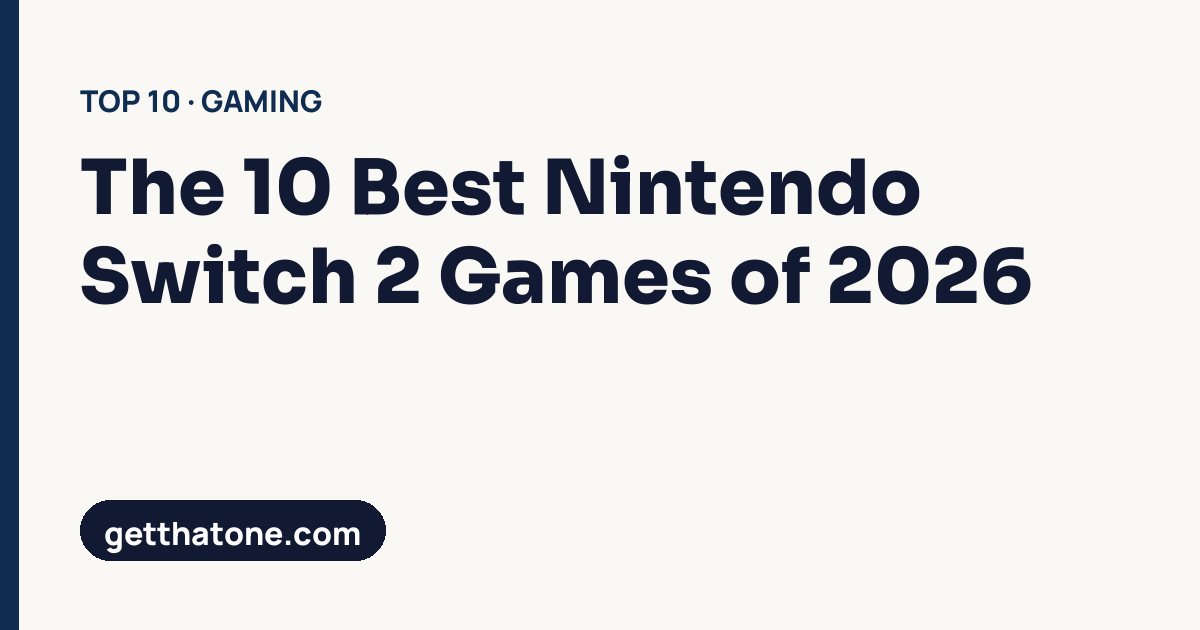 TOP 10 · GAMING
The 10 Best Nintendo
Switch 2 Games of 2026
getthatone.com